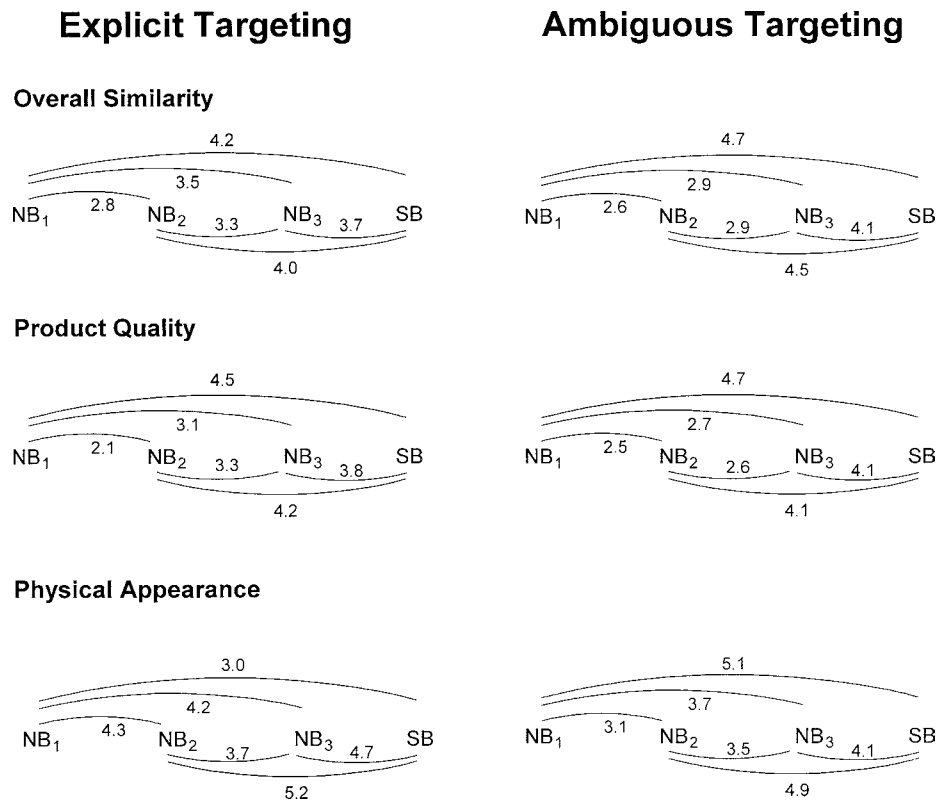 Explicit Targeting Ambiguous Targeting
Overall Similarity
4.2 4.7
3.5 2.9
2.8 2.6
NB1 NB2 NB3 SB NB1 NB2 NB3 SB
3.3 3.7 2.9 4.1
4.0 4.5
Product Quality
4.5 4.7
3.1 2.7
2.1 2.5
NB1 NB2 NB3 SB NB1 NB2 NB3 SB
3.3 3.8 2.6 4.1
4.2 4.1
Physical Appearance
3.0 5.1
4.2 3.7
4.3 3.1
NB1 NB2 NB3 SB NB1 NB2 NB3 SB
3.7 4.7 3.5 4.1
5.2 4.9